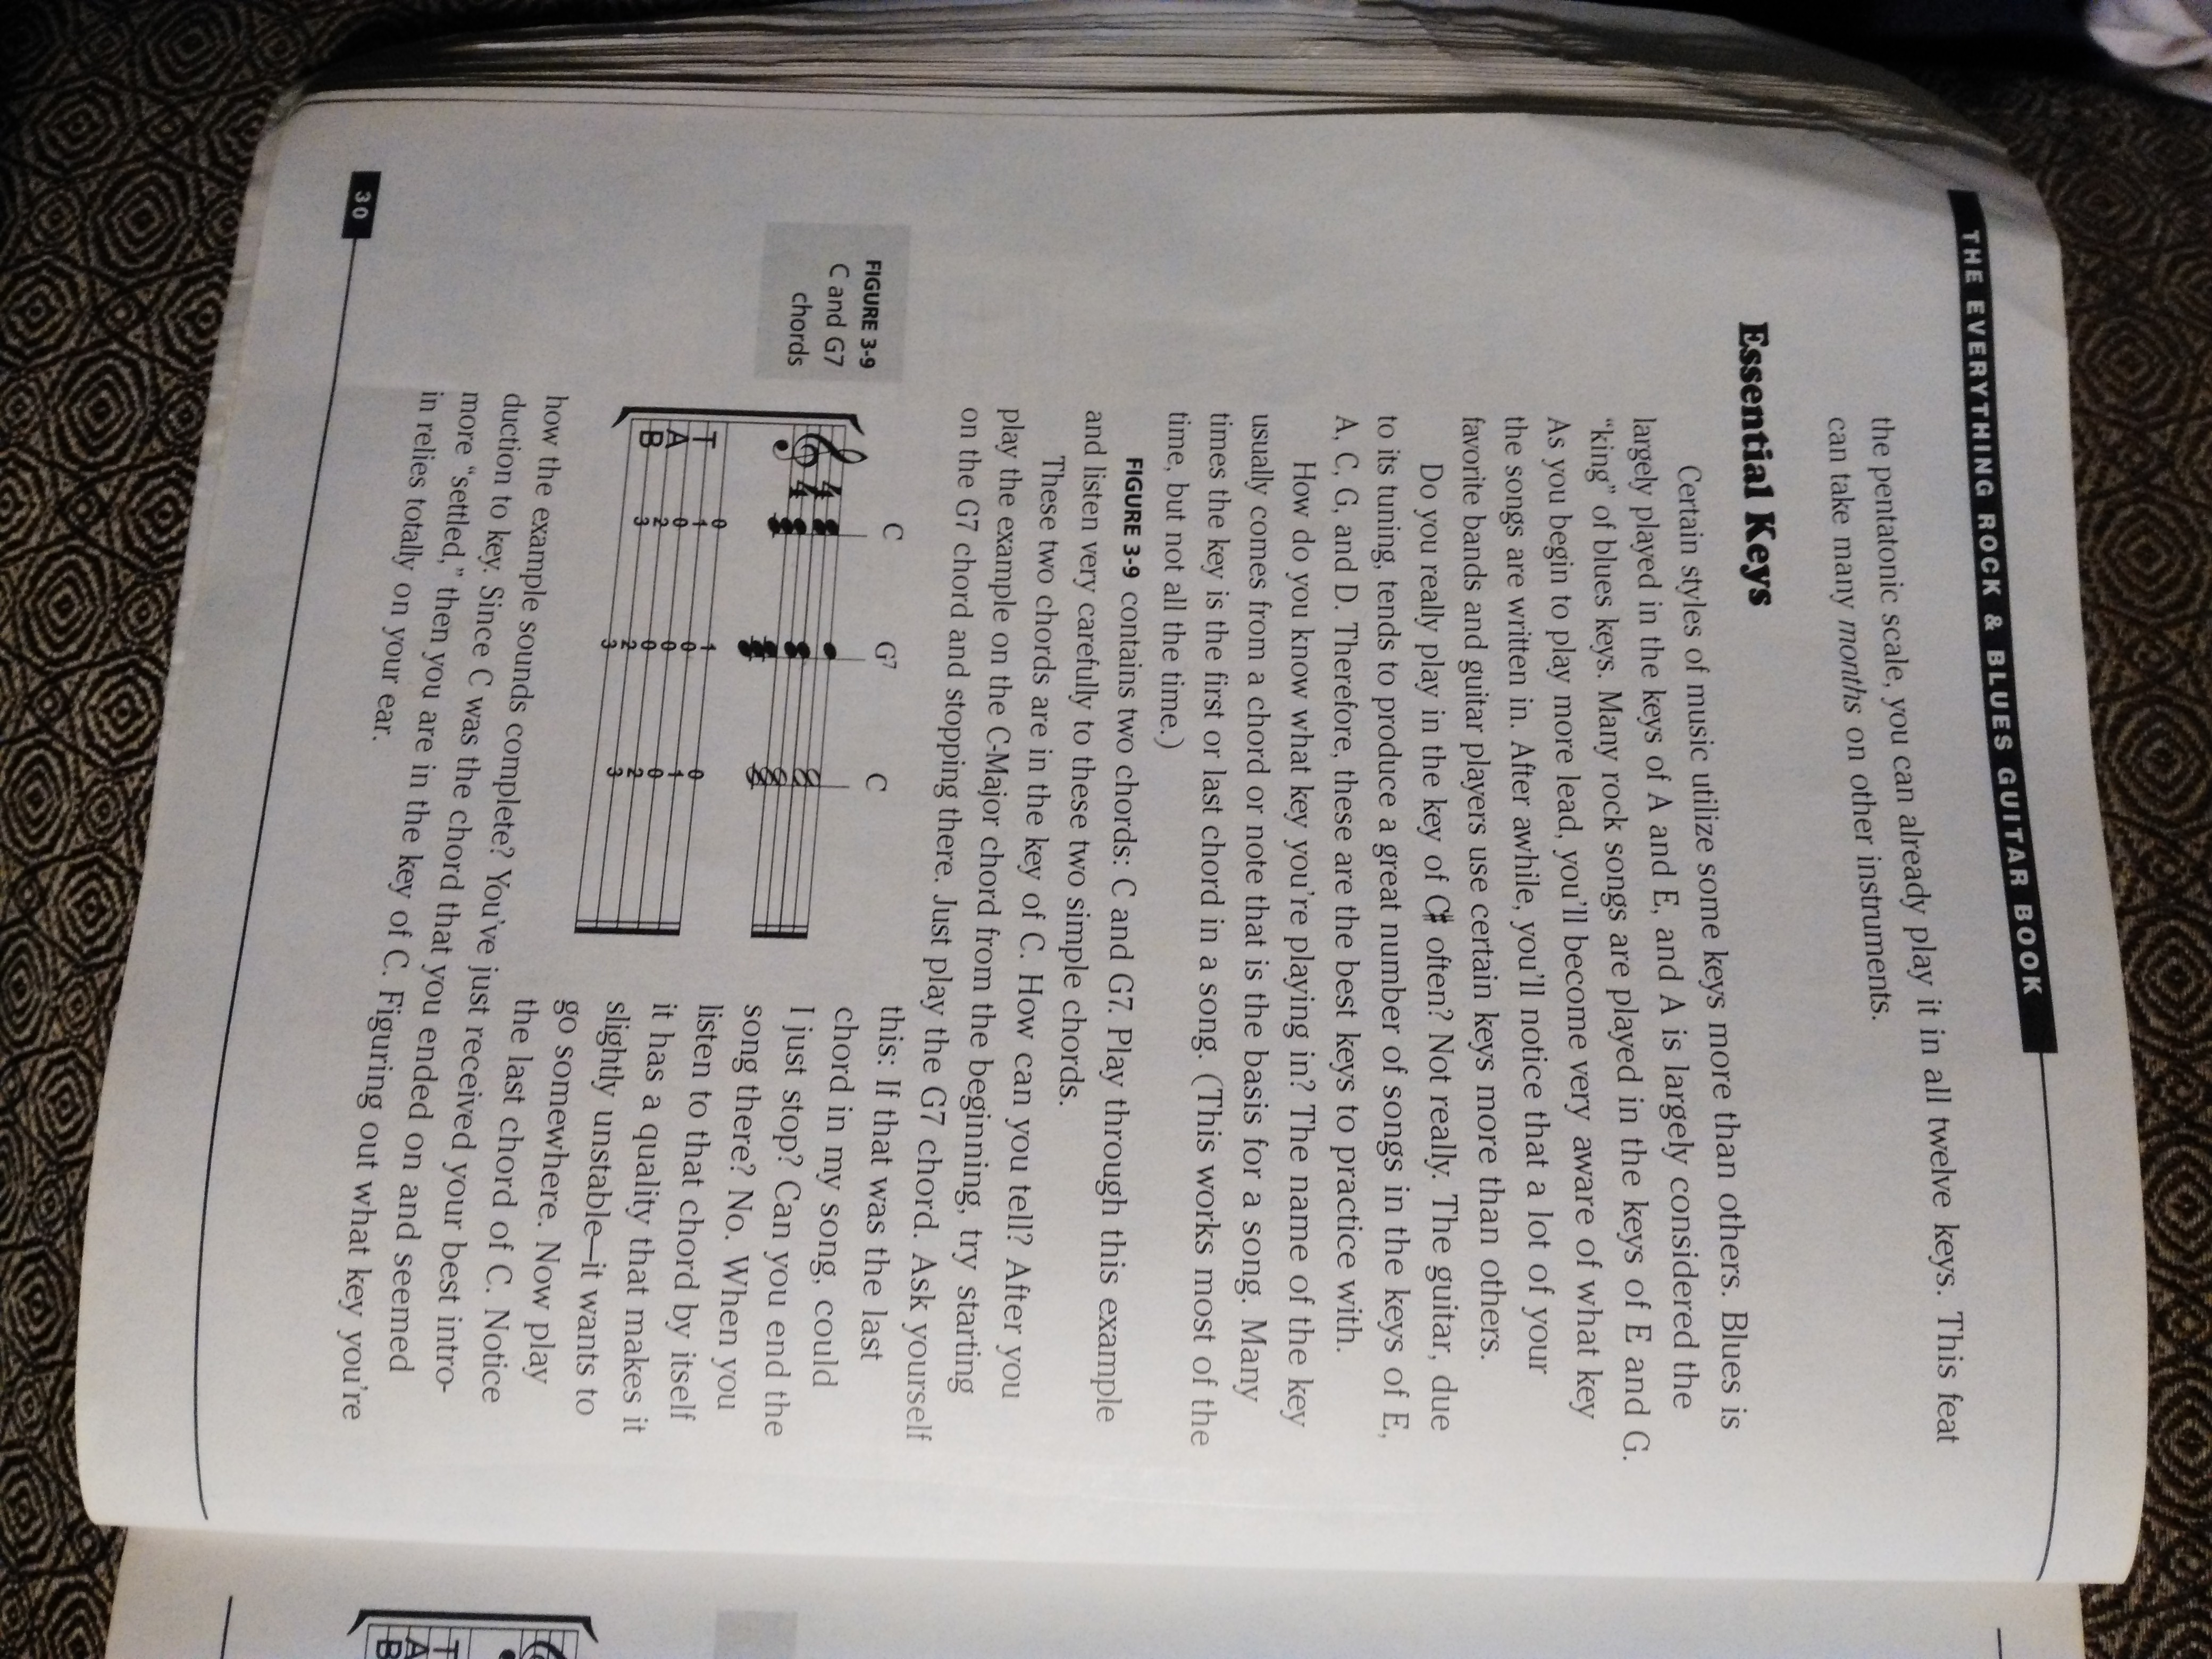 THE EVERYTHING ROCK & BLUES GUITAR BOOK
the pentatonic scale, you can already play it in all twelve keys. This feat
can take many months on other instruments.
Essential Keys
Certain styles of music utilize some keys more than others. Blues is
largely played in the keys of A and E, and A is largely considered the
“king” of blues keys. Many rock songs are played in the keys of E and G.
As you begin to play more lead, you’ll become very aware of what key
the songs are written in. After awhile, you’ll notice that a lot of your
favorite bands and guitar players use certain keys more than others.
Do you really play in the key of C# often? Not really. The guitar, due
to its tuning, tends to produce a great number of songs in the keys of E,
A, C, G, and D. Therefore, these are the best keys to practice with.
How do you know what key you’re playing in? The name of the key
usually comes from a chord or note that is the basis for a song. Many
times the key is the first or last chord in a song. (This works most of the
time, but not all the time.)
FIGURE 3-9 contains two chords: C and G7. Play through this example
and listen very carefully to these two simple chords.
These two chords are in the key of C. How can you tell? After you
play the example on the C-Major chord from the beginning, try starting
on the G7 chord and stopping there. Just play the G7 chord. Ask yourself
FIGURE 3-9
C and G7
chords
C G7 C
4
4
T
A
B
0 1 0
1 0 1
0 0 0
2 0 2
3 2 3
3
this: If that was the last
chord in my song, could
I just stop? Can you end the
song there? No. When you
listen to that chord by itself
it has a quality that makes it
slightly unstable—it wants to
go somewhere. Now play
the last chord of C. Notice
how the example sounds complete? You’ve just received your best intro-
duction to key. Since C was the chord that you ended on and seemed
more “settled,” then you are in the key of C. Figuring out what key you’re
in relies totally on your ear.
30
T
A
B